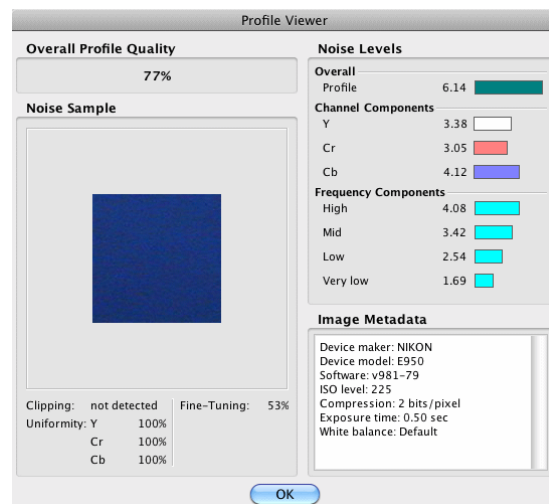 Profile Viewer
Overall Profile Quality
77%
Noise Sample
Clipping: not detected
Fine-Tuning: 53%
Uniformity: Y 100%
Cr 100%
Cb 100%
Noise Levels
Overall
Profile 6.14
Channel Components
Y 3.38
Cr 3.05
Cb 4.12
Frequency Components
High 4.08
Mid 3.42
Low 2.54
Very low 1.69
Image Metadata
Device maker: NIKON
Device model: E950
Software: v981-79
ISO level: 225
Compression: 2 bits/pixel
Exposure time: 0.50 sec
White balance: Default
OK